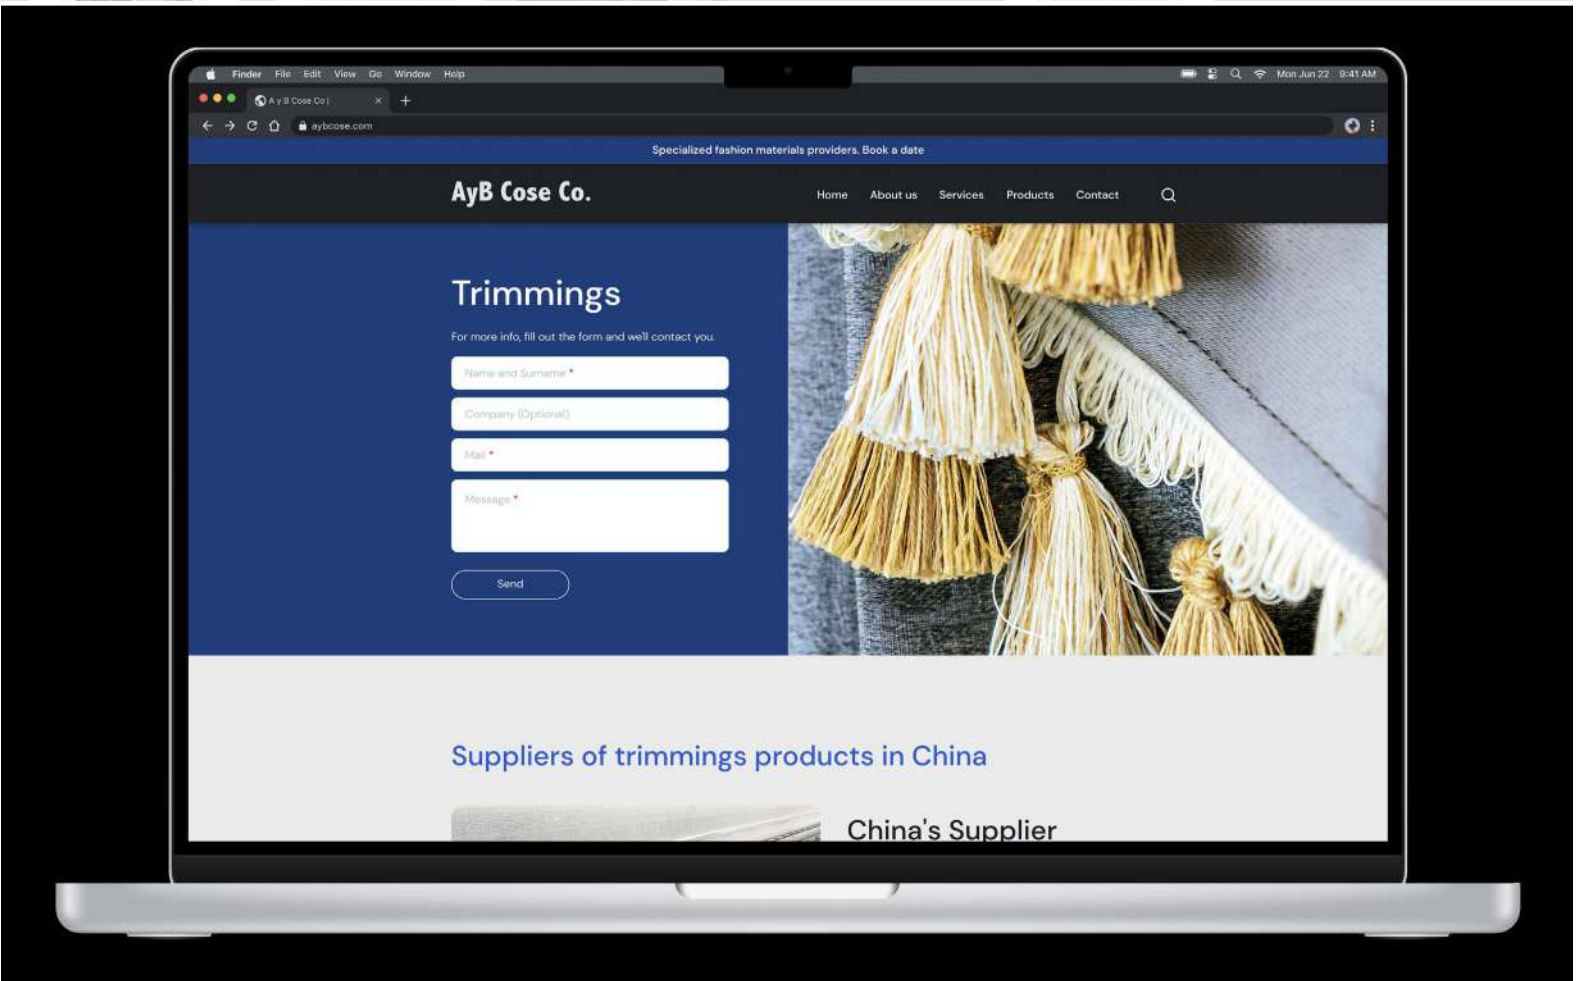 Finder File Edit View Go Window Help
Mon Jun 22 9:41 AM
A y B Cose Co |
aybcose.com
Specialized fashion materials providers. Book a date
AyB Cose Co.
Home About us Services Products Contact
Trimmings
For more info, fill out the form and we'll contact you.
Name and Surname *
Company (Optional)
Mail *
Message *
Send
Suppliers of trimmings products in China
China's Supplier